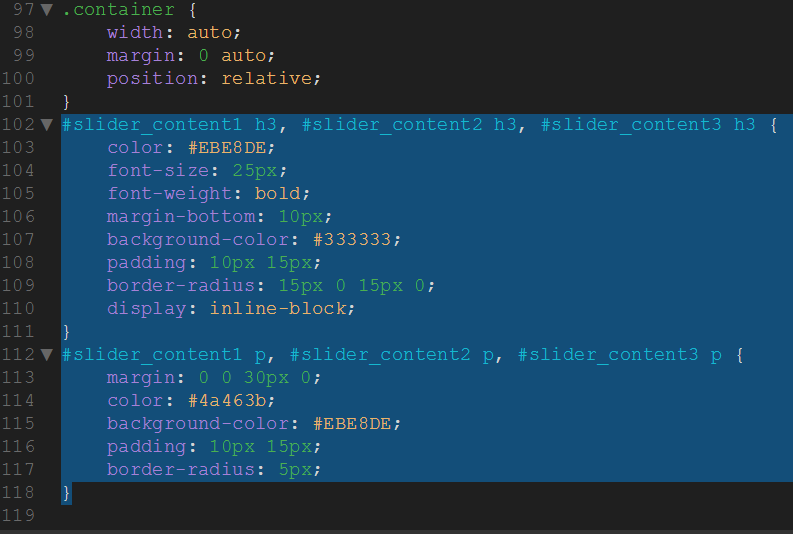 97 ▼ .container {
98     width: auto;
99     margin: 0 auto;
100     position: relative;
101 }
102 ▼ #slider_content1 h3, #slider_content2 h3, #slider_content3 h3 {
103     color: #EBE8DE;
104     font-size: 25px;
105     font-weight: bold;
106     margin-bottom: 10px;
107     background-color: #333333;
108     padding: 10px 15px;
109     border-radius: 15px 0 15px 0;
110     display: inline-block;
111 }
112 ▼ #slider_content1 p, #slider_content2 p, #slider_content3 p {
113     margin: 0 0 30px 0;
114     color: #4a463b;
115     background-color: #EBE8DE;
116     padding: 10px 15px;
117     border-radius: 5px;
118 }
119